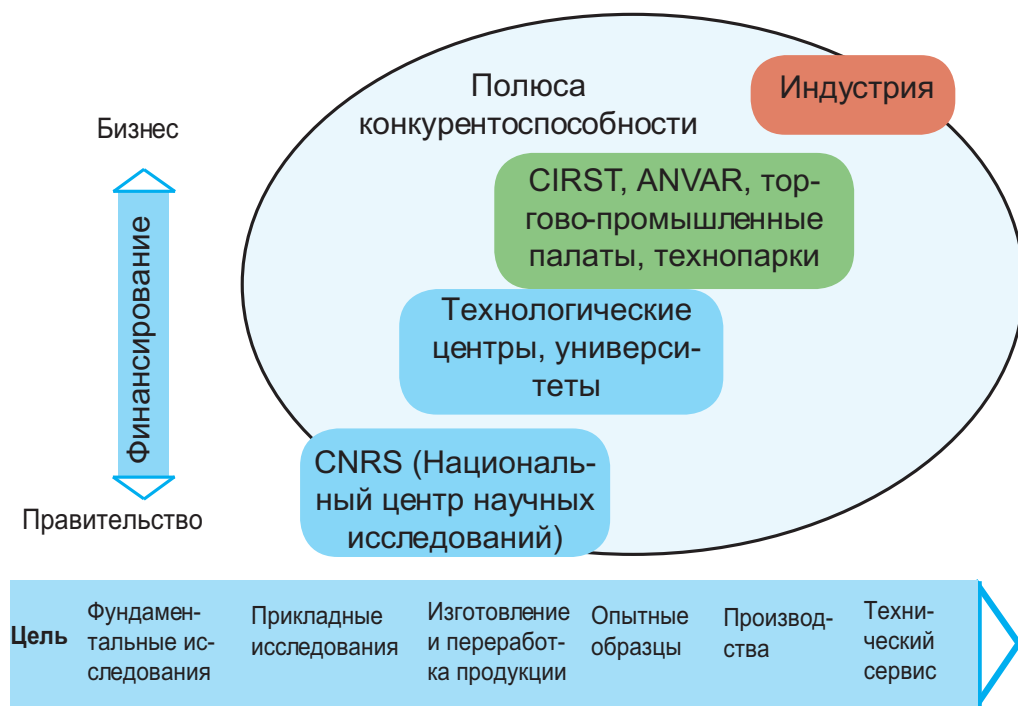 Полюса
конкурентоспособности
Индустрия
Бизнес
CIRST, ANVAR, тор-
гово-промышленные
палаты, технопарки
Финансирование
Технологические
центры, универси-
теты
CNRS (Националь-
ный центр научных
исследований)
Правительство
Цель
Фундамен-
тальные ис-
следования
Прикладные
исследования
Изготовление
и переработ-
ка продукции
Опытные
образцы
Производ-
ства
Техни-
ческий
сервис